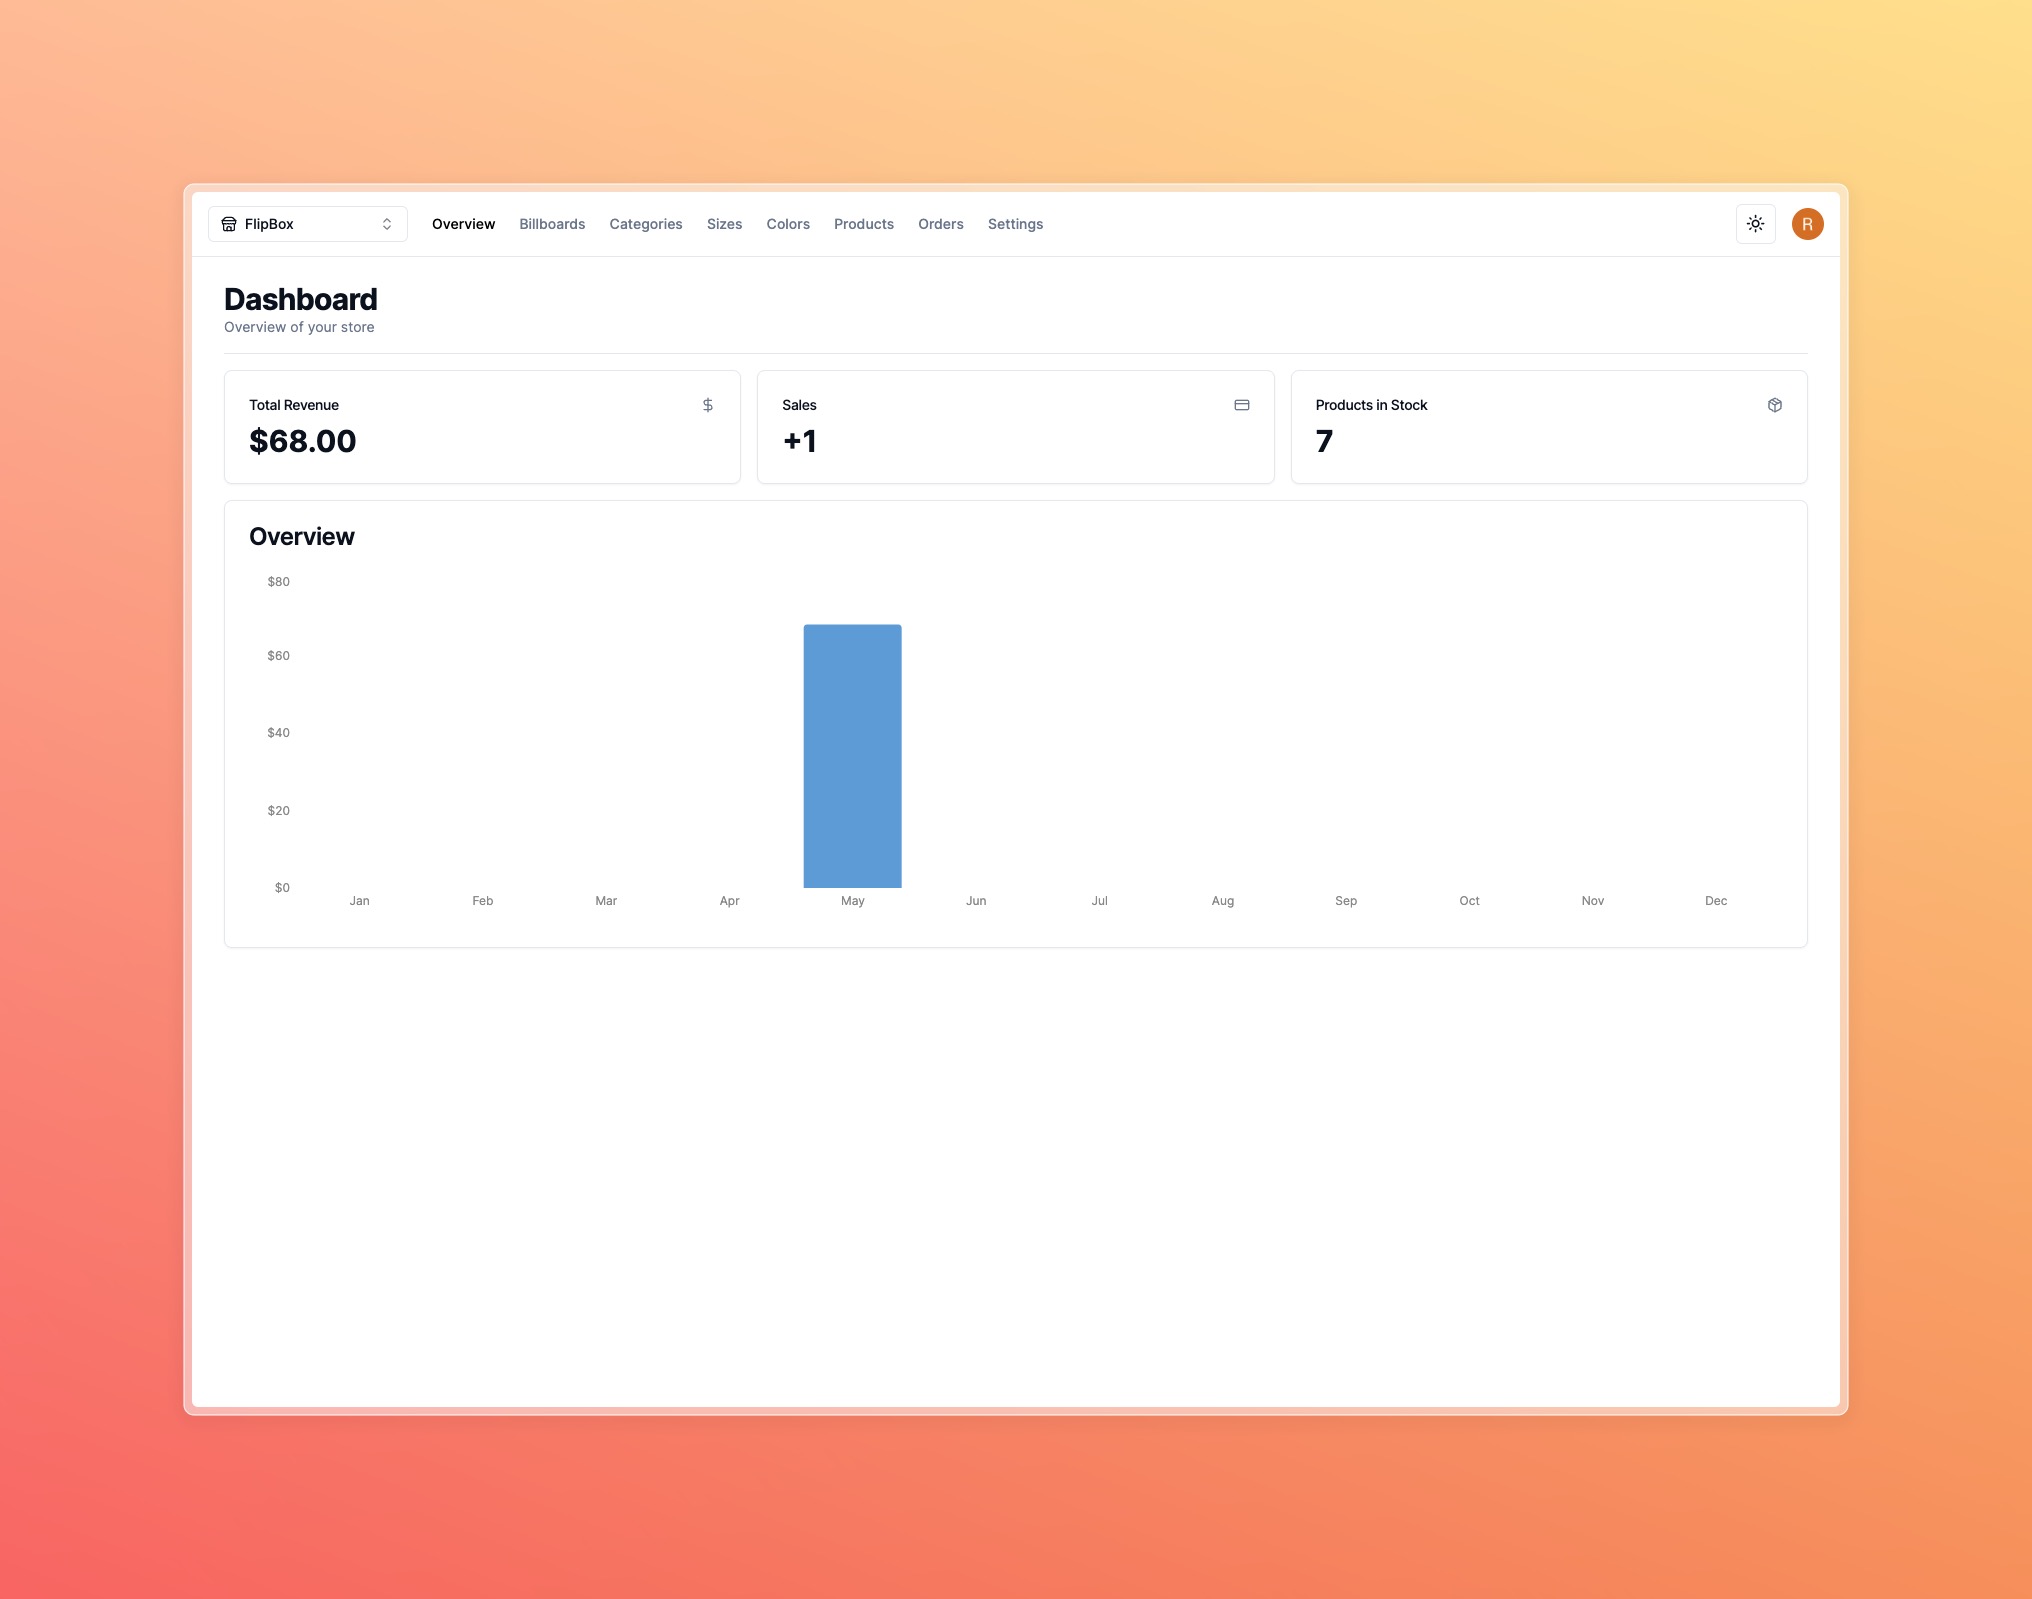 FlipBox Overview Billboards Categories Sizes Colors Products Orders Settings R
Dashboard
Overview of your store
Total Revenue
$68.00
Sales
+1
Products in Stock
7
Overview
$80
$60
$40
$20
$0
Jan Feb Mar Apr May Jun Jul Aug Sep Oct Nov Dec